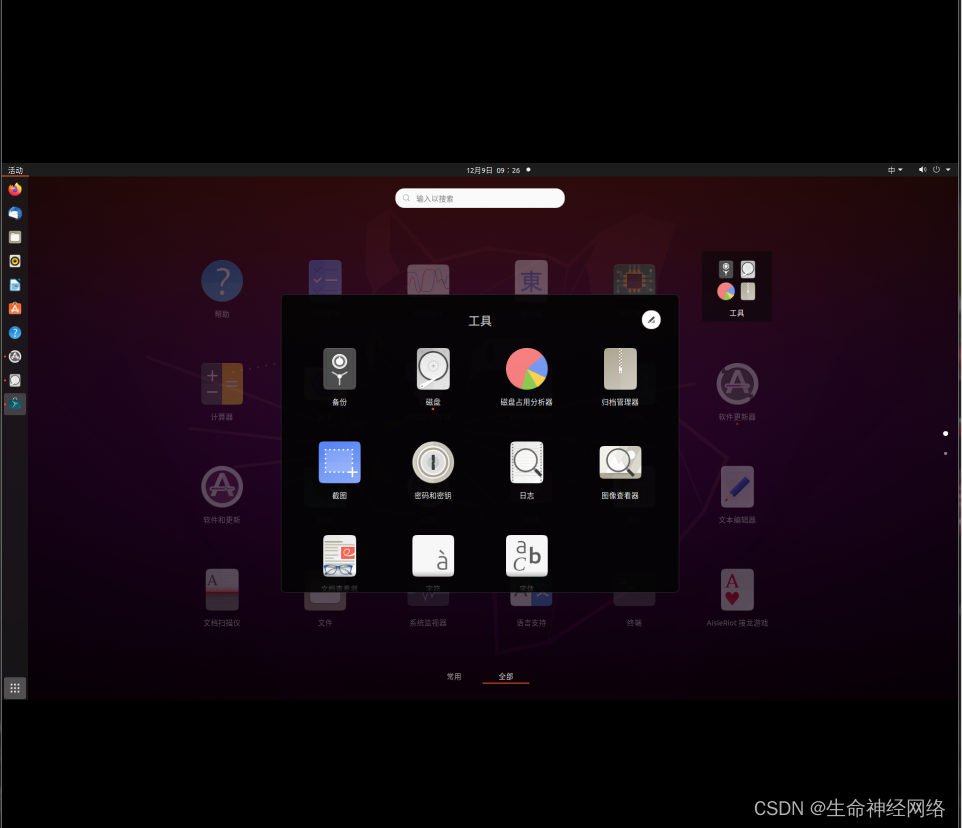 活动
12月9日 09：26
中
输入以搜索
帮助
工具
工具
备份
磁盘
磁盘占用分析器
归档管理器
计算器
软件更新器
截图
密码和密钥
日志
图像查看器
软件和更新
文本编辑器
文档查看器
字符
字体
文档扫描仪
文件
系统监视器
语言支持
终端
AisleRiot 接龙游戏
常用
全部
CSDN @生命神经网络